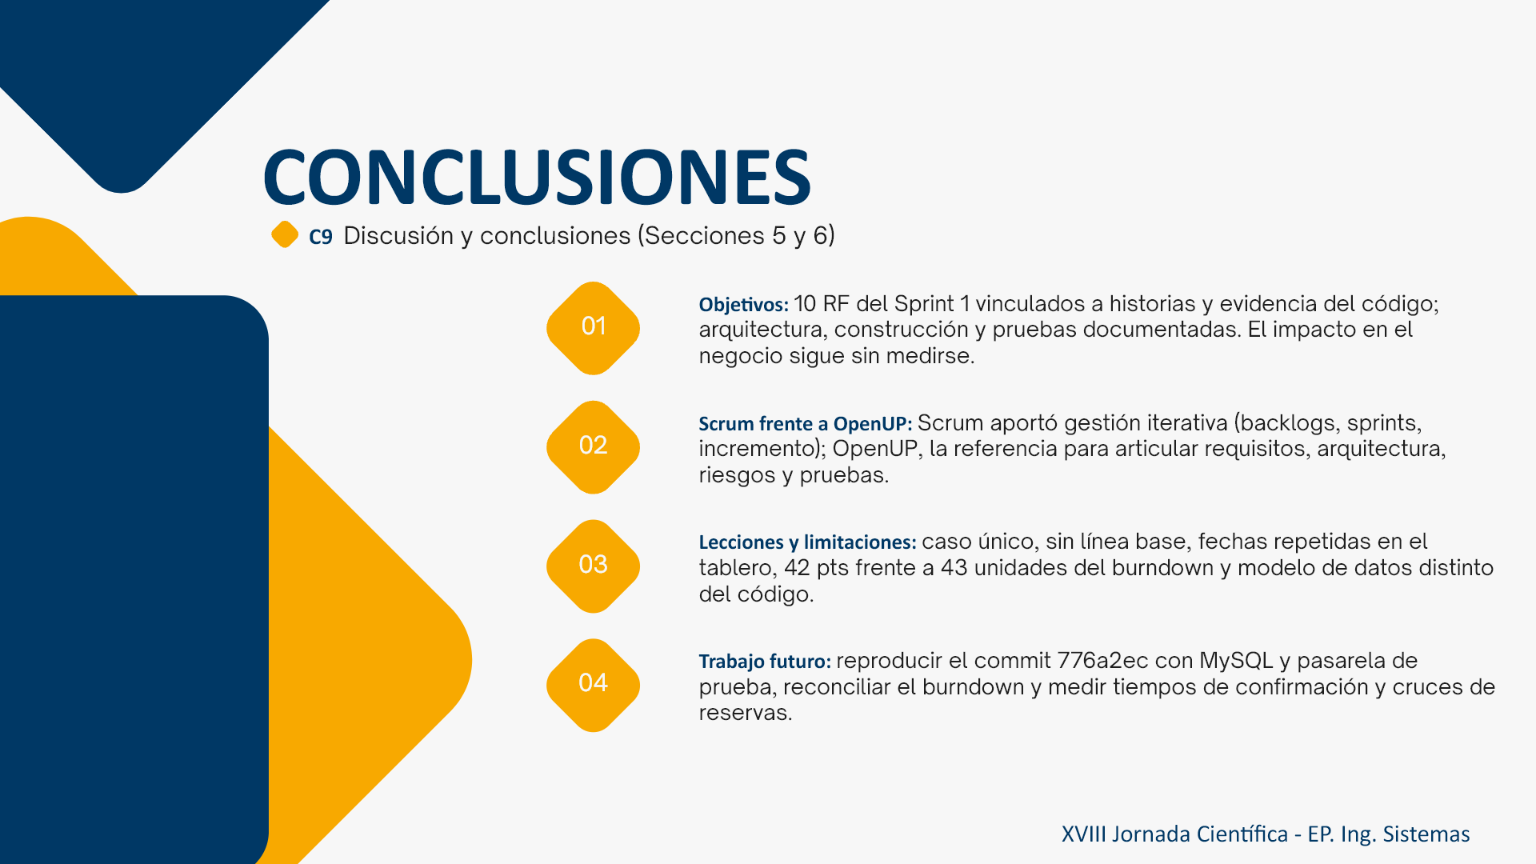 CONCLUSIONES
C9 Discusión y conclusiones (Secciones 5 y 6)
01
Objetivos: 10 RF del Sprint 1 vinculados a historias y evidencia del código;
arquitectura, construcción y pruebas documentadas. El impacto en el
negocio sigue sin medirse.
02
Scrum frente a OpenUP: Scrum aportó gestión iterativa (backlogs, sprints,
incremento); OpenUP, la referencia para articular requisitos, arquitectura,
riesgos y pruebas.
03
Lecciones y limitaciones: caso único, sin línea base, fechas repetidas en el
tablero, 42 pts frente a 43 unidades del burndown y modelo de datos distinto
del código.
04
Trabajo futuro: reproducir el commit 776a2ec con MySQL y pasarela de
prueba, reconciliar el burndown y medir tiempos de confirmación y cruces de
reservas.
XVIII Jornada Científica - EP. Ing. Sistemas